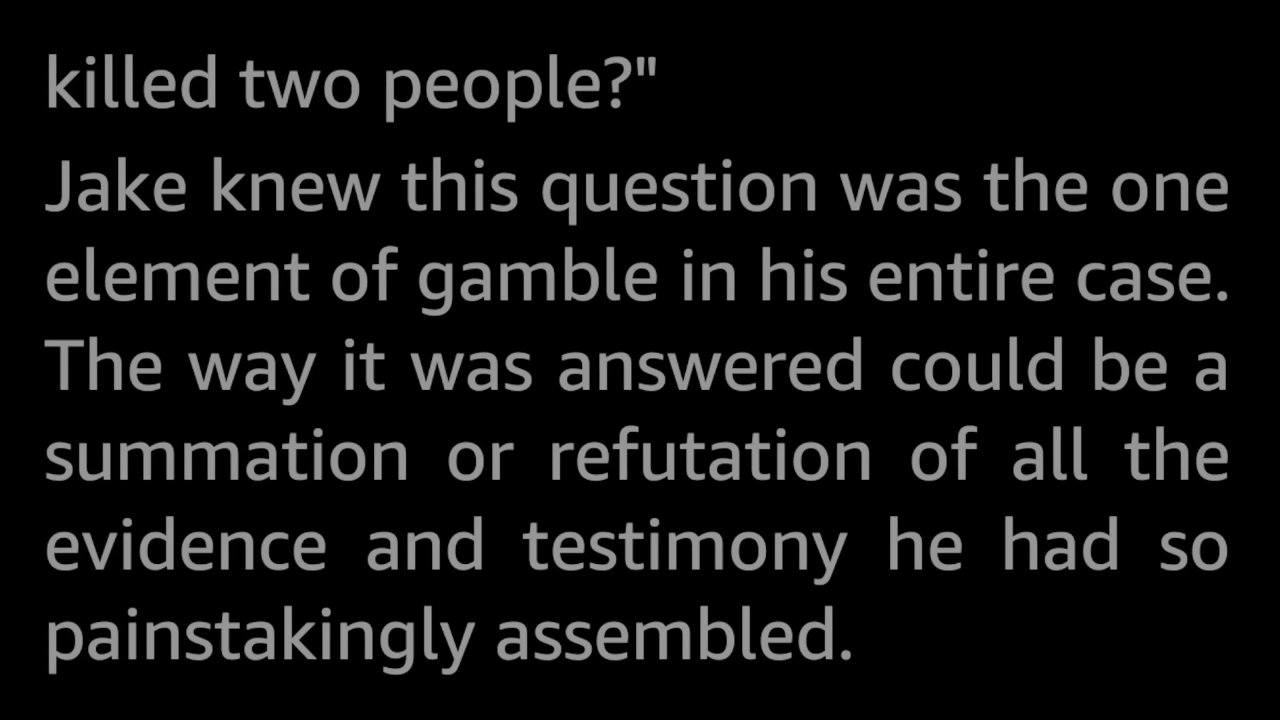 killed two people?"
Jake knew this question was the one
element of gamble in his entire case.
The way it was answered could be a
summation or refutation of all the
evidence and testimony he had so
painstakingly assembled.